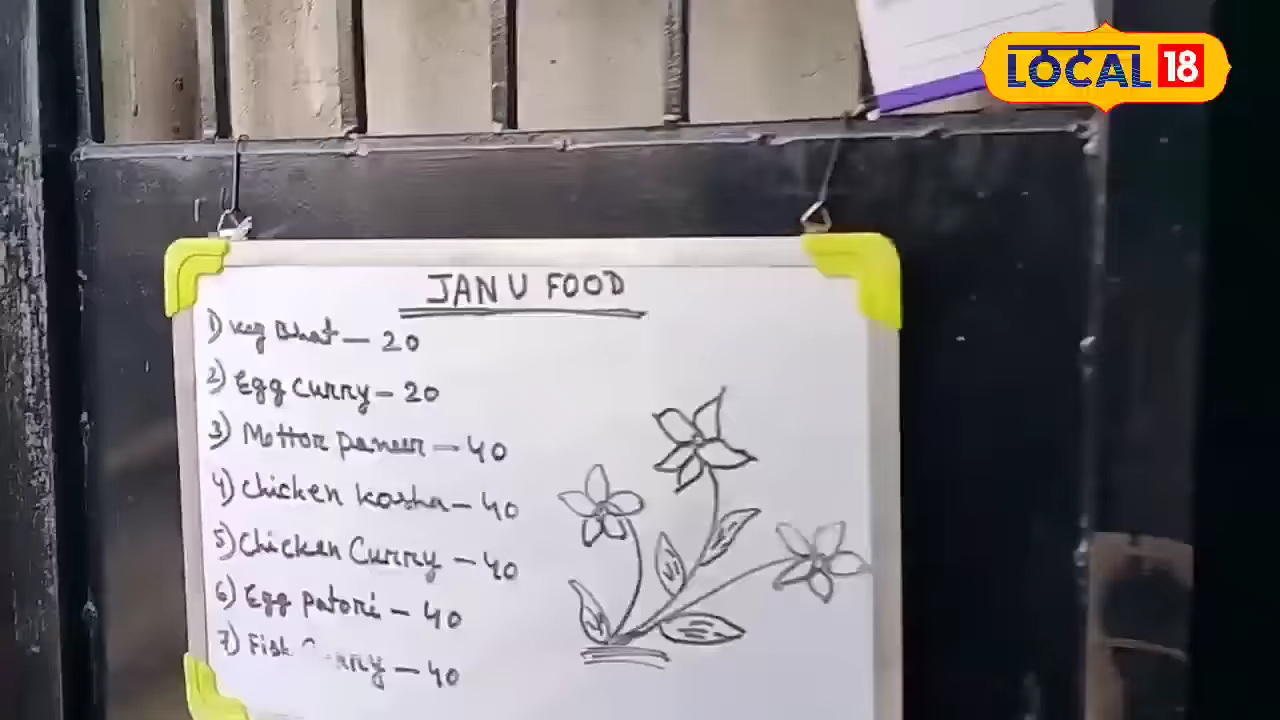 LOCAL 18
JANU FOOD
1) Veg Bhat — 20
2) Egg Curry — 20
3) Mottor Paneer — 40
4) Chicken Kosha — 40
5) Chicken Curry — 40
6) Egg Patori — 40
7) Fish — 40